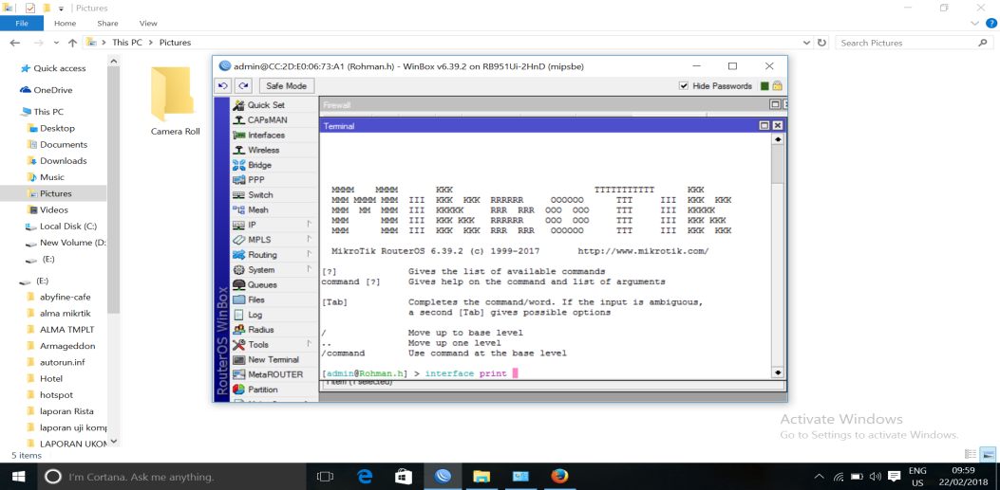 Pictures
File Home Share View
This PC > Pictures
Search Pictures
Quick access
OneDrive
This PC
Desktop
Documents
Downloads
Music
Pictures
Videos
Local Disk (C:)
New Volume (D:
(E:)
(E:)
abyfine-cafe
alma mikrtik
ALMA TMPLT
Armageddon
autorun.inf
Hotel
hotspot
laporan Rista
laporan uji komp
LAPORAN UKOM
5 items
Camera Roll
admin@CC:2D:E0:06:73:A1 (Rohman.h) - WinBox v6.39.2 on RB951Ui-2HnD (mipsbe)
Safe Mode
Hide Passwords
RouterOS WinBox
Quick Set
CAPsMAN
Interfaces
Wireless
Bridge
PPP
Switch
Mesh
IP
MPLS
Routing
System
Queues
Files
Log
Radius
Tools
New Terminal
MetaROUTER
Partition
Firewall
Terminal
MMMM MMMM KKK TTTTTTTTTTT KKK
MMM MMMM MMM III KKK KKK RRRRRR OOOOOO TTT III KKK KKK
MMM MM MMM III KKKKK RRR RRR OOO OOO TTT III KKKKK
MMM MMM III KKK KKK RRRRRR OOO OOO TTT III KKK KKK
MMM MMM III KKK KKK RRR RRR OOOOOO TTT III KKK KKK
MikroTik RouterOS 6.39.2 (c) 1999-2017 http://www.mikrotik.com/
[?] Gives the list of available commands
command [?] Gives help on the command and list of arguments
[Tab] Completes the command/word. If the input is ambiguous,
a second [Tab] gives possible options
/ Move up to base level
.. Move up one level
/command Use command at the base level
[admin@Rohman.h] > interface print
1 item (1 selected)
Activate Windows
Go to Settings to activate Windows.
I'm Cortana. Ask me anything.
ENG
US
09:59
22/02/2018